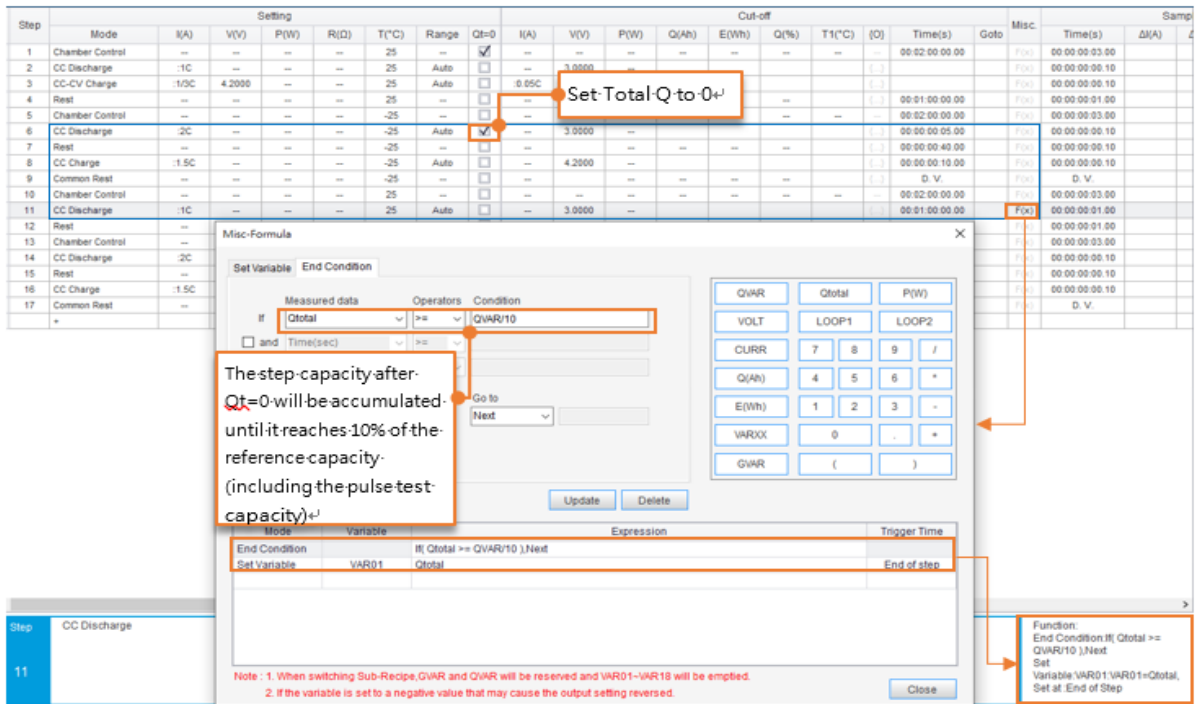 Setting Cut-off Samp
Step Mode I(A) V(V) P(W) R(Ω) T(°C) Range Qt=0 I(A) V(V) P(W) Q(Ah) E(Wh) Q(%) T1(°C) {O} Time(s) Goto Misc. Time(s) ΔI(A)
1 Chamber Control -- -- -- -- 25 -- -- -- -- -- -- -- -- -- 00:02:00:00.00 F(x) 00:00:00:03.00
2 CC Discharge :1C -- -- -- 25 Auto -- 3.0000 -- {...} F(x) 00:00:00:00.10
3 CC-CV Charge :1/3C 4.2000 -- -- 25 Auto :0.05C F(x) 00:00:00:00.10
4 Rest -- -- -- -- 25 -- -- -- 00:01:00:00.00 F(x) 00:00:00:01.00
5 Chamber Control -- -- -- -- -25 -- -- -- -- -- 00:02:00:00.00 F(x) 00:00:00:03.00
6 CC Discharge :2C -- -- -- -25 Auto -- 3.0000 -- {...} 00:00:00:05.00 F(x) 00:00:00:00.10
7 Rest -- -- -- -- -25 -- -- -- -- -- -- {...} 00:00:00:40.00 F(x) 00:00:00:00.10
8 CC Charge :1.5C -- -- -- -25 Auto -- 4.2000 -- {...} 00:00:00:10.00 F(x) 00:00:00:00.10
9 Common Rest -- -- -- -- -25 -- -- -- -- -- -- {...} D. V. F(x) D. V.
10 Chamber Control -- -- -- -- 25 -- -- -- -- -- -- -- -- -- 00:02:00:00.00 F(x) 00:00:00:03.00
11 CC Discharge :1C -- -- -- 25 Auto -- 3.0000 -- {...} 00:01:00:00.00 F(x) 00:00:00:01.00
12 Rest -- 00:00:00:01.00
13 Chamber Control -- 00:00:00:03.00
14 CC Discharge :2C 00:00:00:00.10
15 Rest -- 00:00:00:00.10
16 CC Charge :1.5C 00:00:00:00.10
17 Common Rest -- D. V.
+
Set Total Q to 0↵
Misc-Formula
Set Variable End Condition
Measured data Operators Condition
If Qtotal >= QVAR/10
and Time(sec) >=
Go to
Next
The step capacity after
Qt=0 will be accumulated
until it reaches 10% of the
reference capacity
(including the pulse test
capacity)↵
QVAR Qtotal P(W)
VOLT LOOP1 LOOP2
CURR 7 8 9 /
Q(Ah) 4 5 6 *
E(Wh) 1 2 3 -
VARXX 0 . +
GVAR ( )
Update Delete
Mode Variable Expression Trigger Time
End Condition If( Qtotal >= QVAR/10 ),Next
Set Variable VAR01 Qtotal End of step
Note : 1. When switching Sub-Recipe,GVAR and QVAR will be reserved and VAR01~VAR18 will be emptied.
2. If the variable is set to a negative value that may cause the output setting reversed.
Close
Step CC Discharge
11
Function:
End Condition:If( Qtotal >=
QVAR/10 ),Next
Set
Variable:VAR01:VAR01=Qtotal,
Set at :End of Step